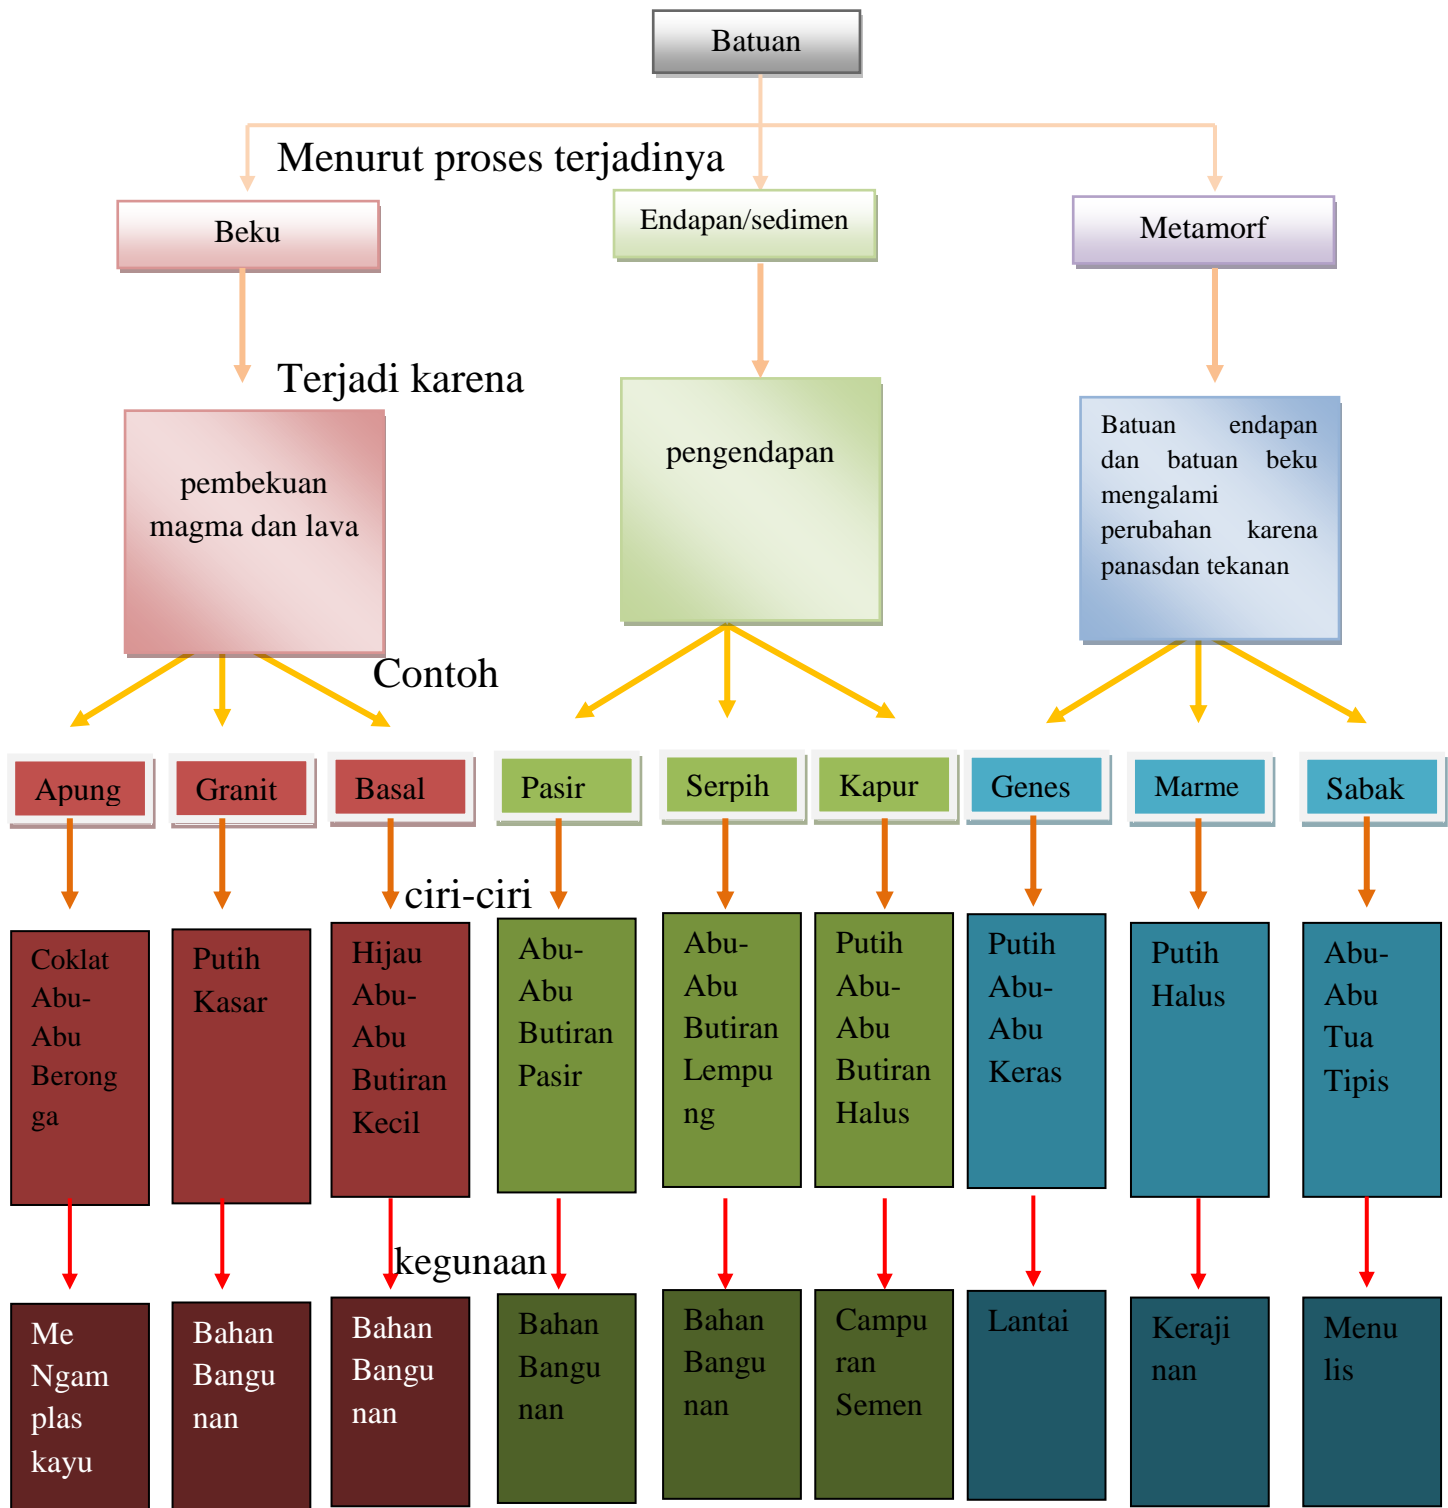 Batuan
Menurut proses terjadinya
Beku
Endapan/sedimen
Metamorf
Terjadi karena
pembekuan
magma dan lava
pengendapan
Batuan endapan
dan batuan beku
mengalami
perubahan karena
panasdan tekanan
Contoh
Apung
Granit
Basal
Pasir
Serpih
Kapur
Genes
Marme
Sabak
ciri-ciri
Coklat
Abu-
Abu
Berong
ga
Putih
Kasar
Hijau
Abu-
Abu
Butiran
Kecil
Abu-
Abu
Butiran
Pasir
Abu-
Abu
Butiran
Lempu
ng
Putih
Abu-
Abu
Butiran
Halus
Putih
Abu-
Abu
Keras
Putih
Halus
Abu-
Abu
Tua
Tipis
kegunaan
Me
Ngam
plas
kayu
Bahan
Bangu
nan
Bahan
Bangu
nan
Bahan
Bangu
nan
Bahan
Bangu
nan
Campu
ran
Semen
Lantai
Keraji
nan
Menu
lis